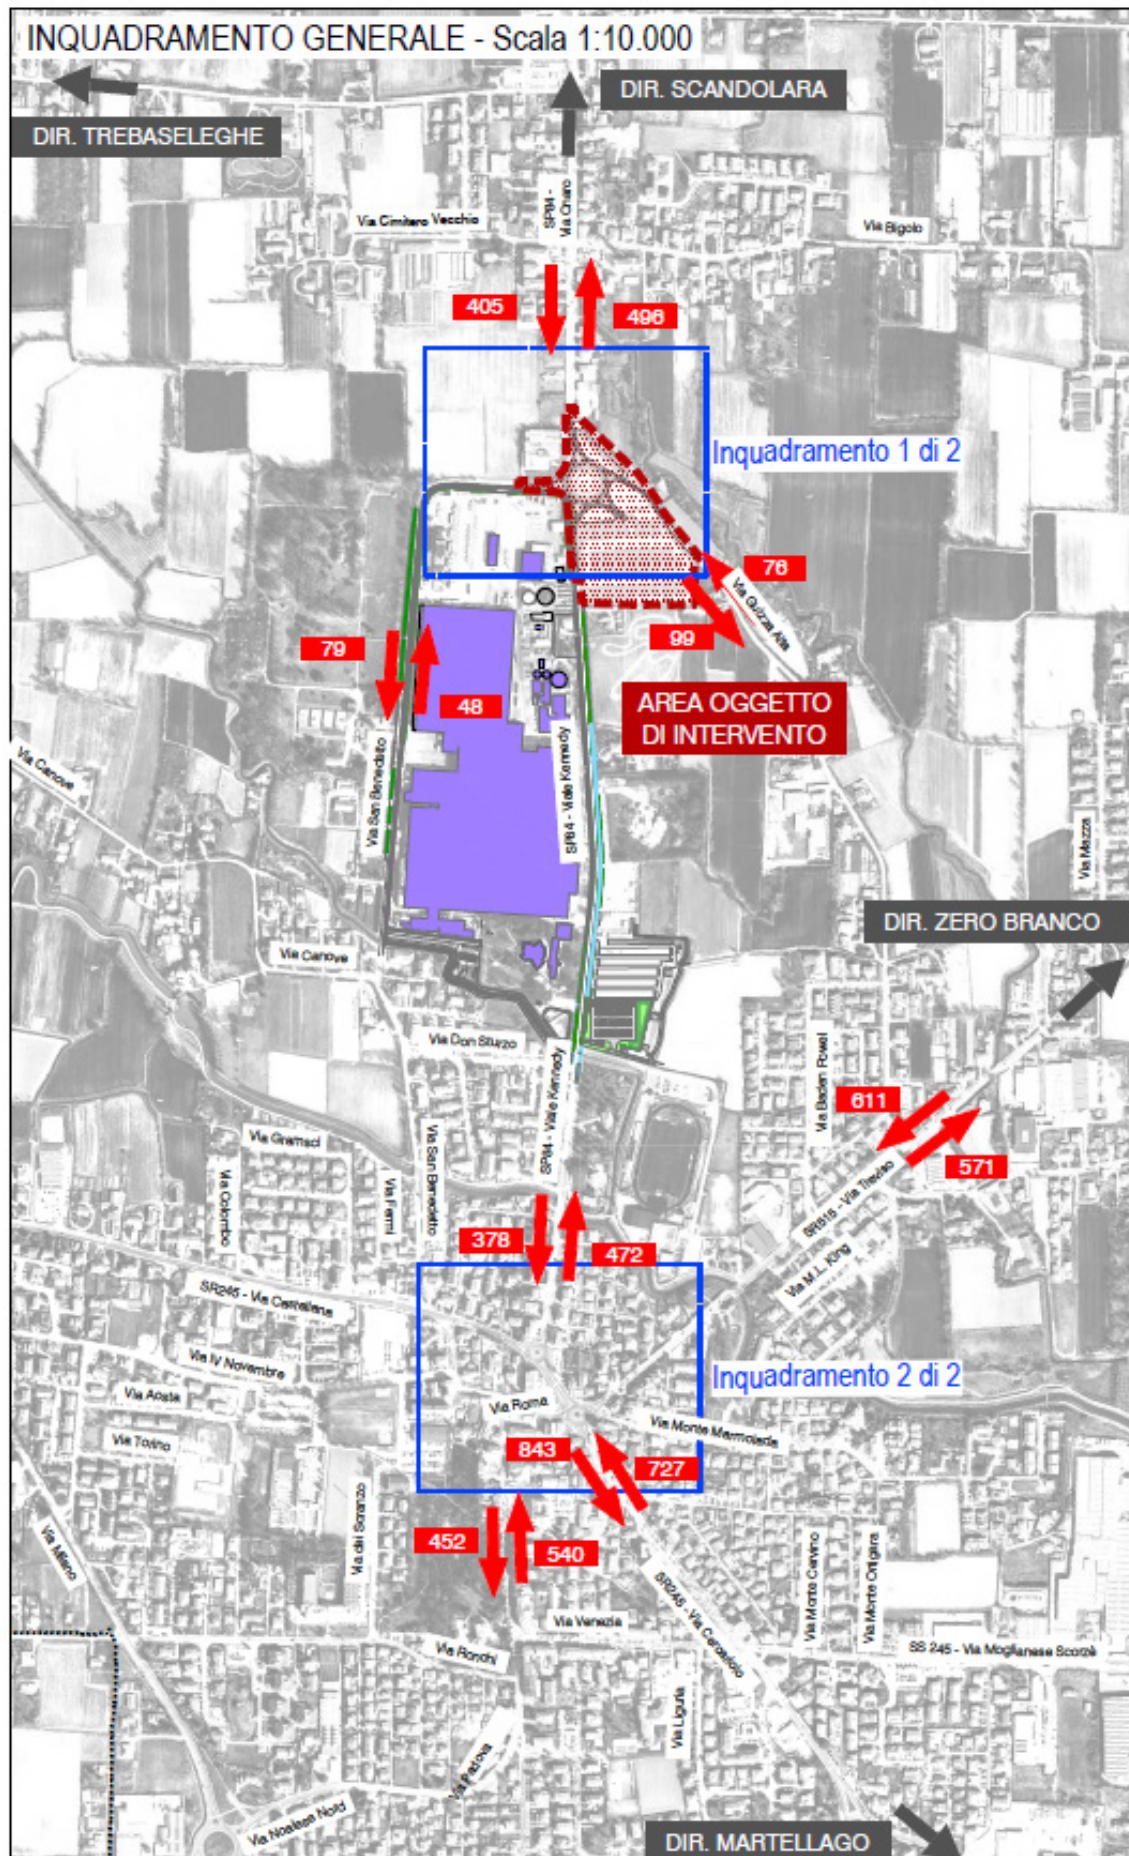 INQUADRAMENTO GENERALE - Scala 1:10.000
DIR. SCANDOLARA
DIR. TREBASELEGHE
Via Cimitero Vecchio
SP84 -
Via Onaro
Via Bigolo
405
496
Inquadramento 1 di 2
76
Via Guizza Alta
99
79
48
AREA OGGETTO
DI INTERVENTO
Via Canove
Via San Benedetto
SP84 - Viale Kennedy
Via Mazza
DIR. ZERO BRANCO
Via Canove
Via Don Sturzo
SP84 - Viale Kennedy
Via Baden Powel
611
571
Via Gramsci
Via Colombo
Via Fermi
Via San Benedetto
SR515 - Via Treviso
Via M.L. King
378
472
SR245 - Via Castellana
Via IV Novembre
Inquadramento 2 di 2
Via Aosta
Via Roma
Via Torino
Via Monte Marmolada
843
727
Via dei Soranzo
Via Milano
452
540
Via Monte Cervino
Via Monte Ortigara
SR245 - Via Cercariolo
Via Venezia
Via Ronchi
SS 245 - Via Moglianese Scorzè
Via Liguria
Via Padova
Via Noalese Nord
DIR. MARTELLAGO